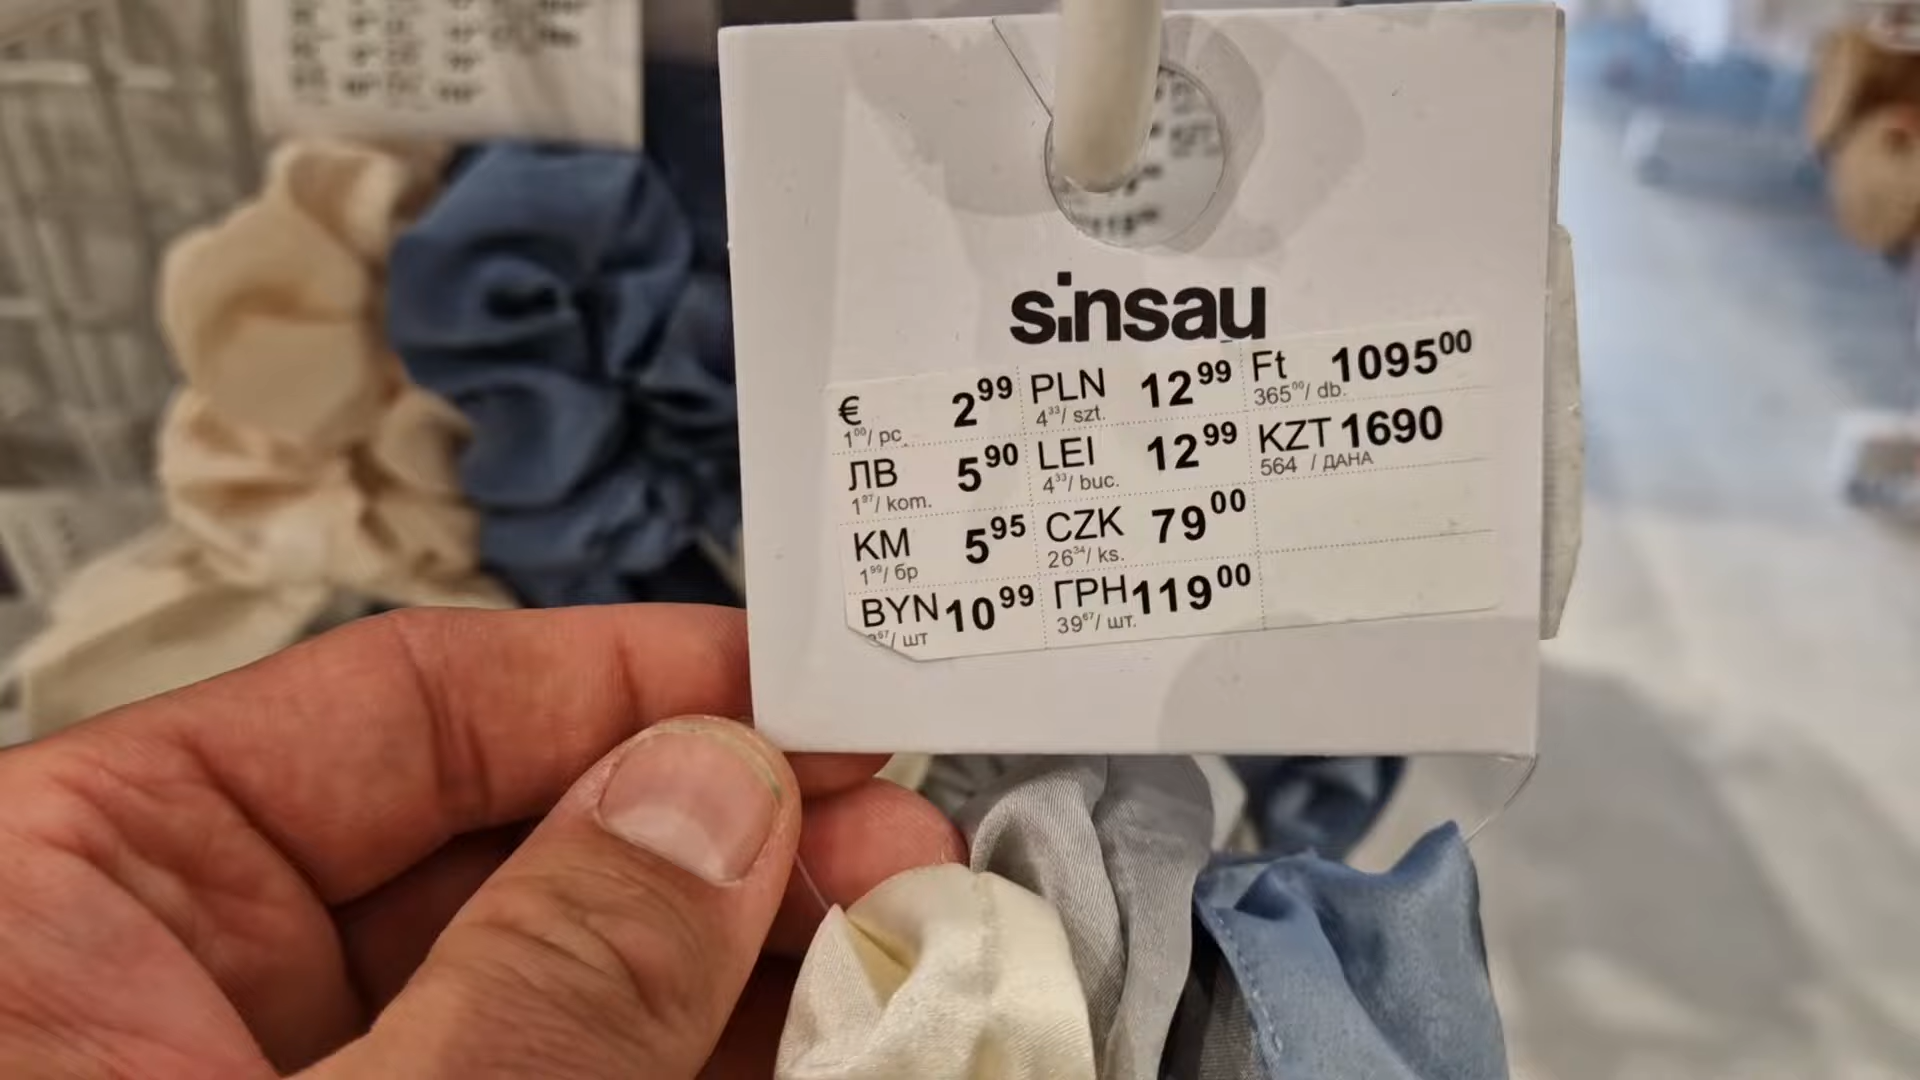 sinsay
€ 2⁹⁹ PLN 12⁹⁹ Ft 1095⁰⁰
1⁰⁰/ pc 4³³/ szt. 365⁰⁰/ db.
ЛВ 5⁹⁰ LEI 12⁹⁹ KZT 1690
1⁹⁷/ kom. 4³³/ buc. 564 / ДАНА
KM 5⁹⁵ CZK 79⁰⁰
1⁹⁹/ бр 26³⁴/ ks.
BYN 10⁹⁹ ГРН 119⁰⁰
/ шт 39⁶⁷/ шт.